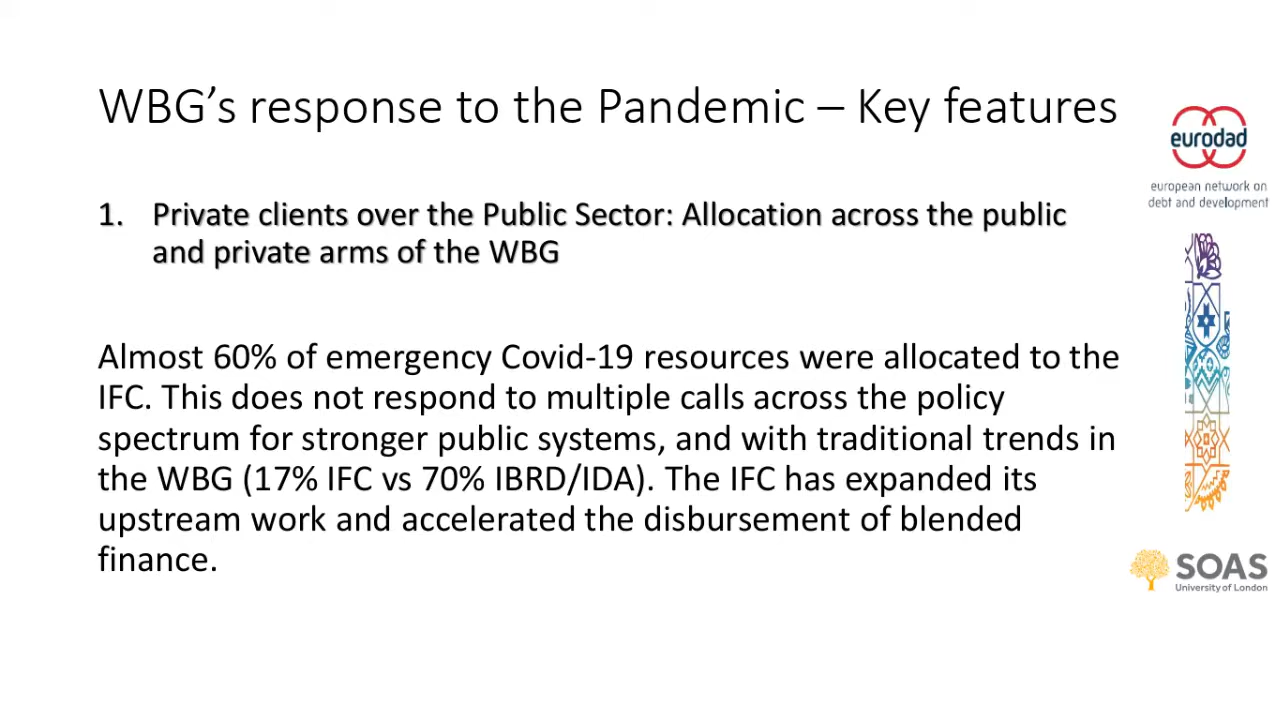 WBG’s response to the Pandemic – Key features
1. Private clients over the Public Sector: Allocation across the public
and private arms of the WBG
Almost 60% of emergency Covid-19 resources were allocated to the
IFC. This does not respond to multiple calls across the policy
spectrum for stronger public systems, and with traditional trends in
the WBG (17% IFC vs 70% IBRD/IDA). The IFC has expanded its
upstream work and accelerated the disbursement of blended
finance.
eurodad
european network on
debt and development
SOAS
University of London